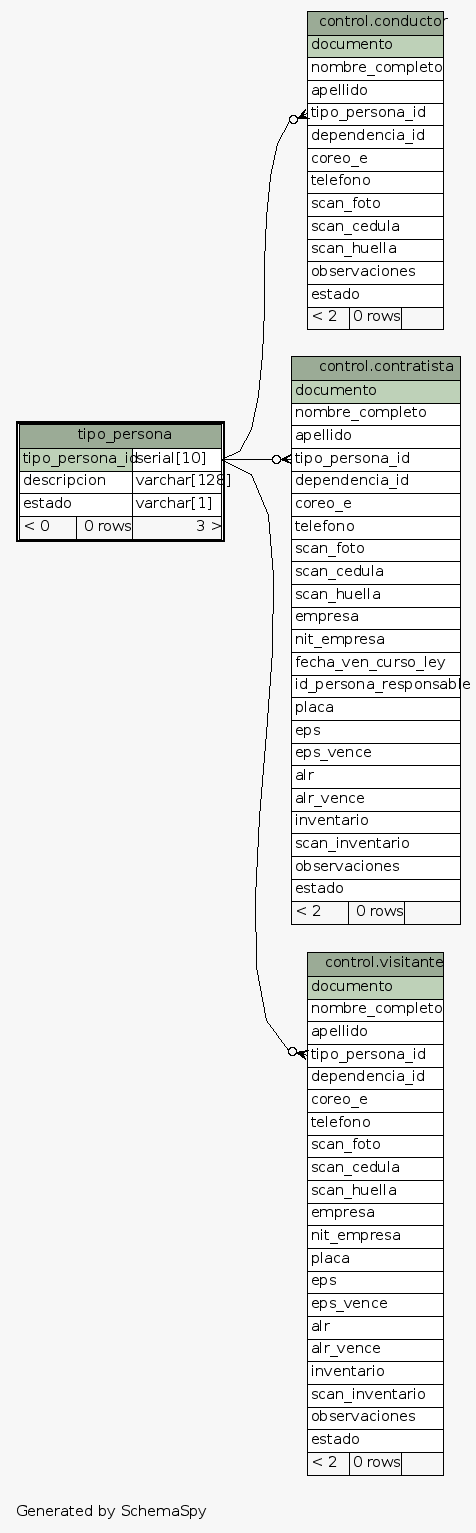 control.conductor
documento
nombre_completo
apellido
tipo_persona_id
dependencia_id
coreo_e
telefono
scan_foto
scan_cedula
scan_huella
observaciones
estado
< 2 0 rows
control.contratista
documento
nombre_completo
apellido
tipo_persona_id
dependencia_id
coreo_e
telefono
scan_foto
scan_cedula
scan_huella
empresa
nit_empresa
fecha_ven_curso_ley
id_persona_responsable
placa
eps
eps_vence
alr
alr_vence
inventario
scan_inventario
observaciones
estado
< 2 0 rows
tipo_persona
tipo_persona_id serial[10]
descripcion varchar[128]
estado varchar[1]
< 0 0 rows 3 >
control.visitante
documento
nombre_completo
apellido
tipo_persona_id
dependencia_id
coreo_e
telefono
scan_foto
scan_cedula
scan_huella
empresa
nit_empresa
placa
eps
eps_vence
alr
alr_vence
inventario
scan_inventario
observaciones
estado
< 2 0 rows
Generated by SchemaSpy